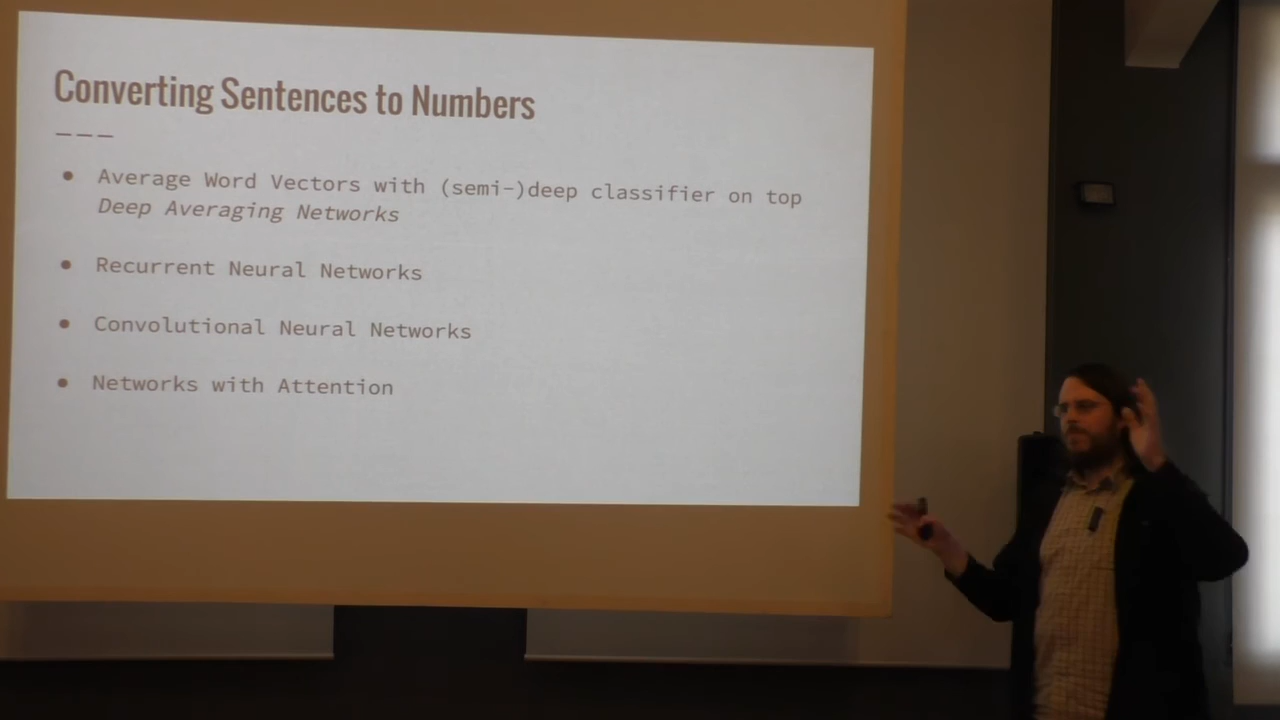 Converting Sentences to Numbers
___
● Average Word Vectors with (semi-)deep classifier on top
Deep Averaging Networks
● Recurrent Neural Networks
● Convolutional Neural Networks
● Networks with Attention